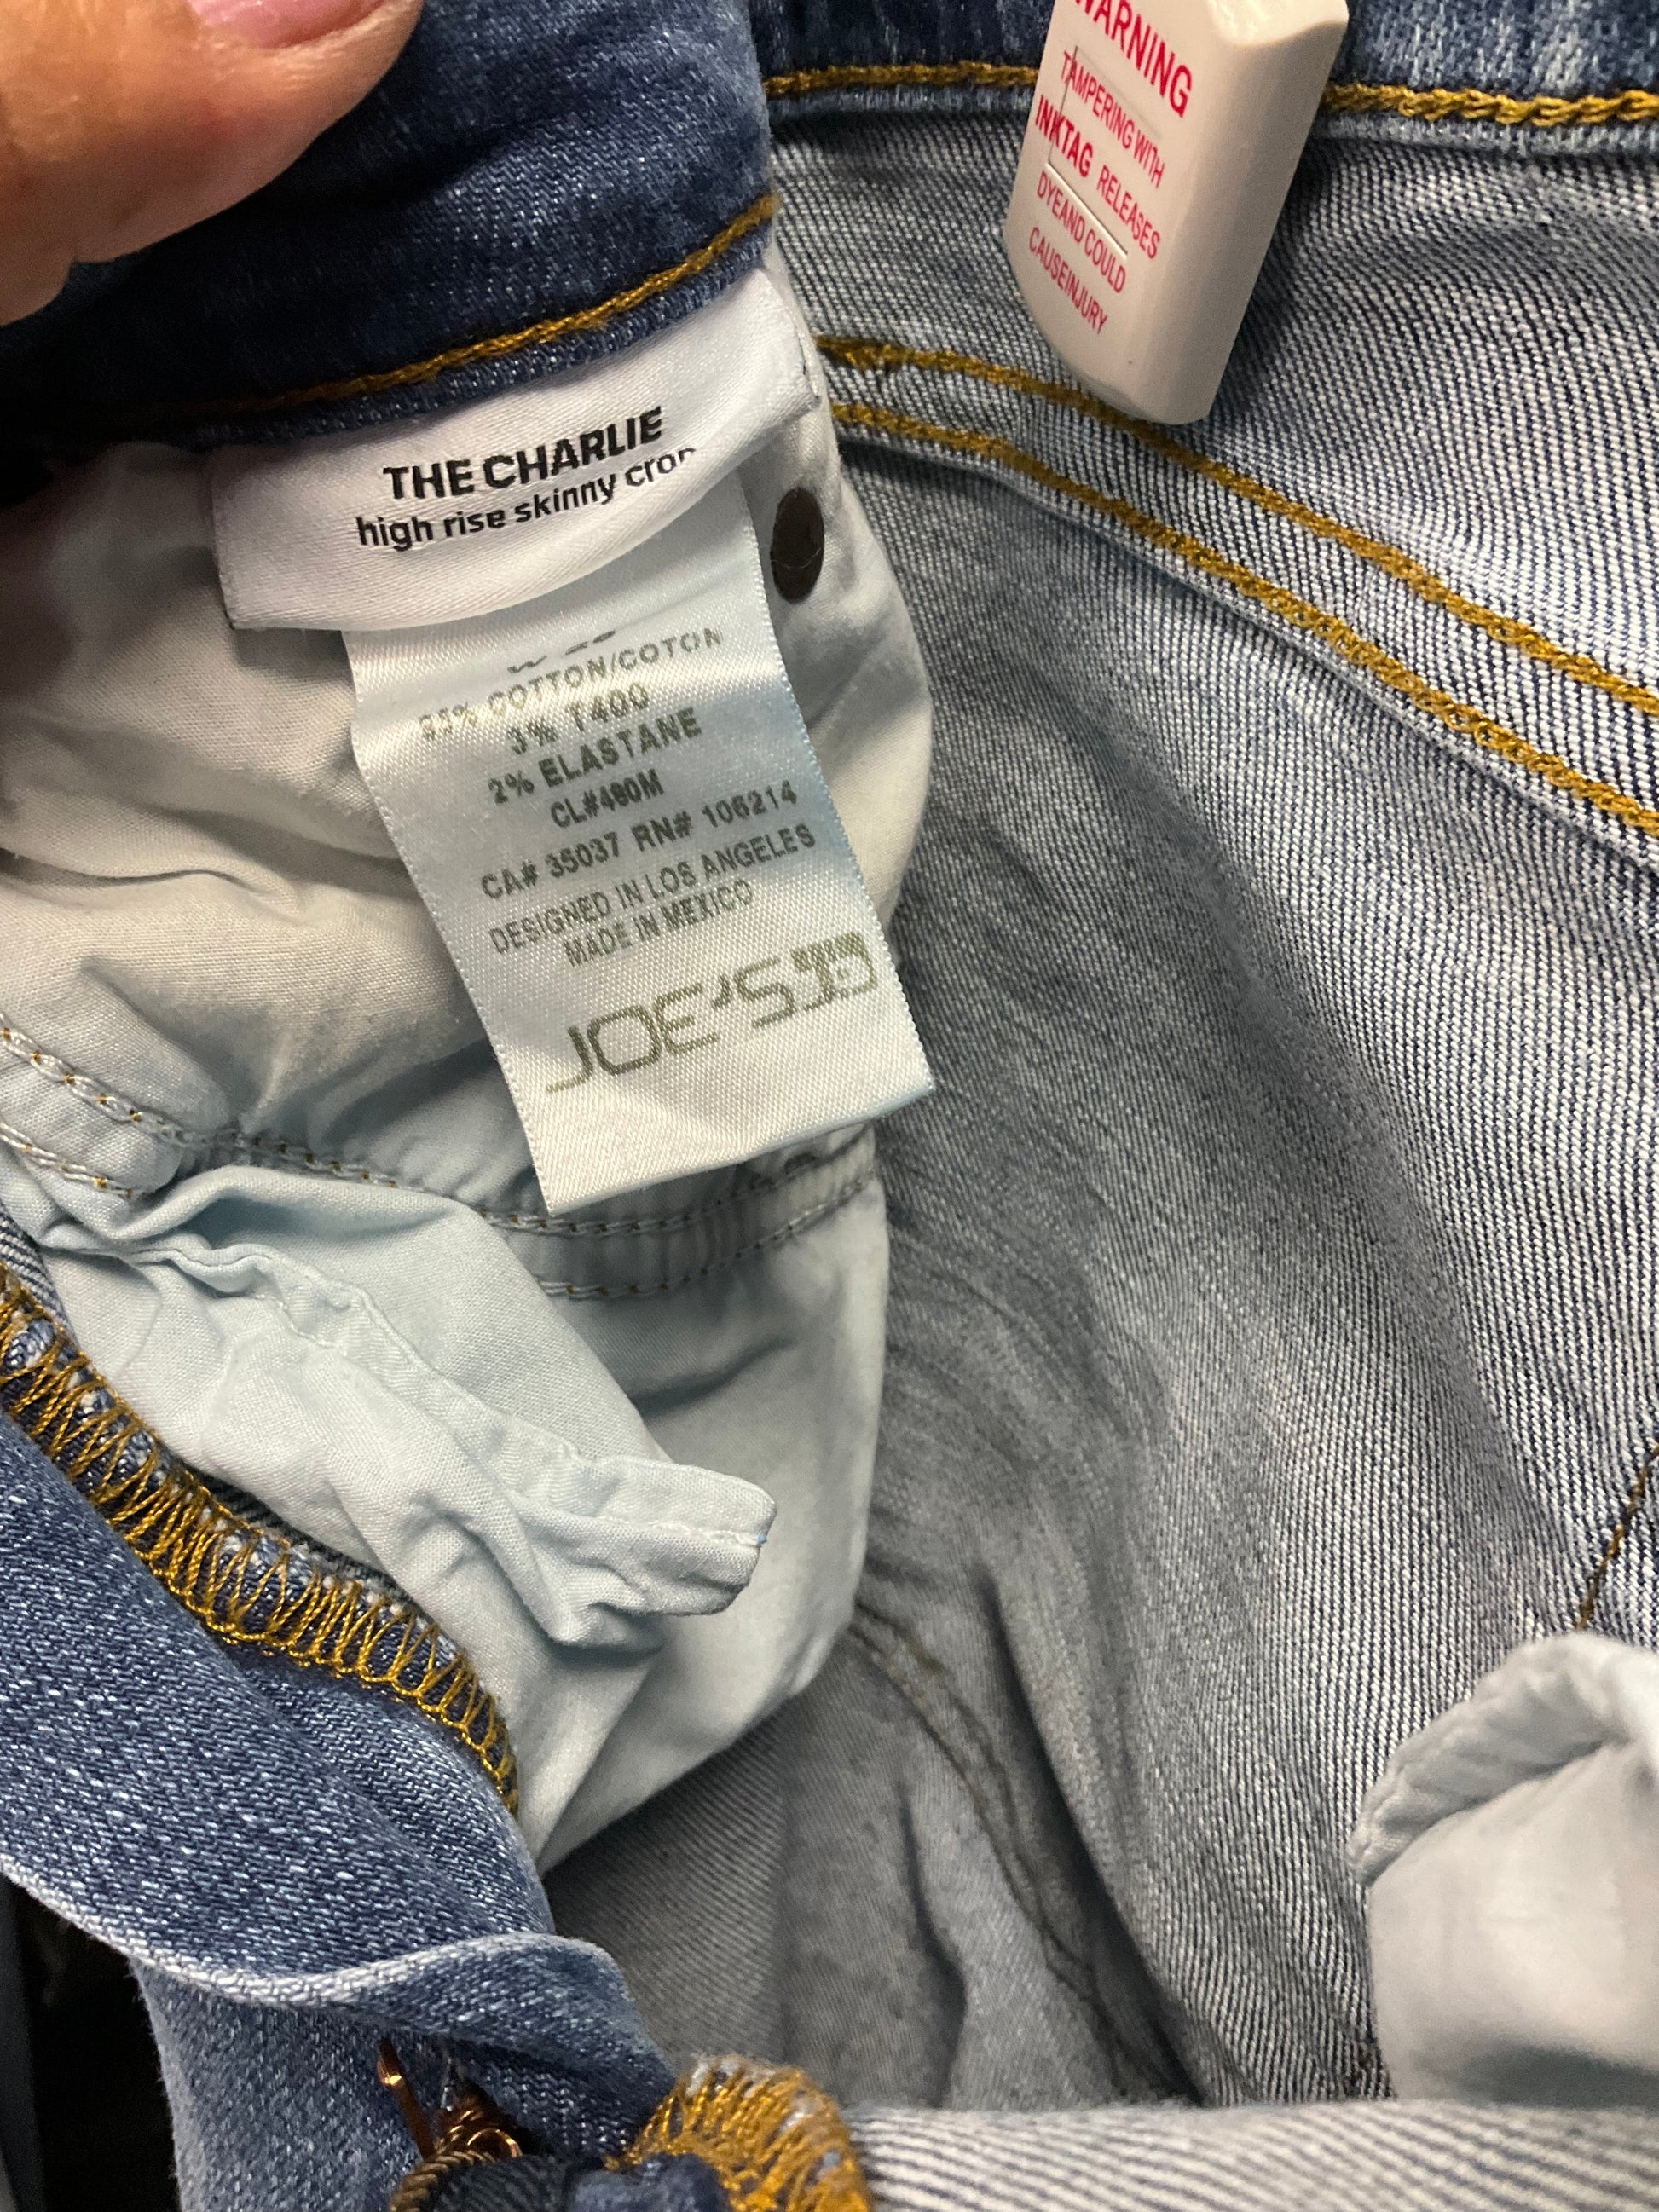 WARNING
TAMPERING WITH
INKTAG RELEASES
DYEAND COULD
CAUSEINJURY
THE CHARLIE
high rise skinny crop
COTTON/COTON
3% T400
2% ELASTANE
CL#490M
CA# 35037 RN# 106214
DESIGNED IN LOS ANGELES
MADE IN MEXICO
JOE'S